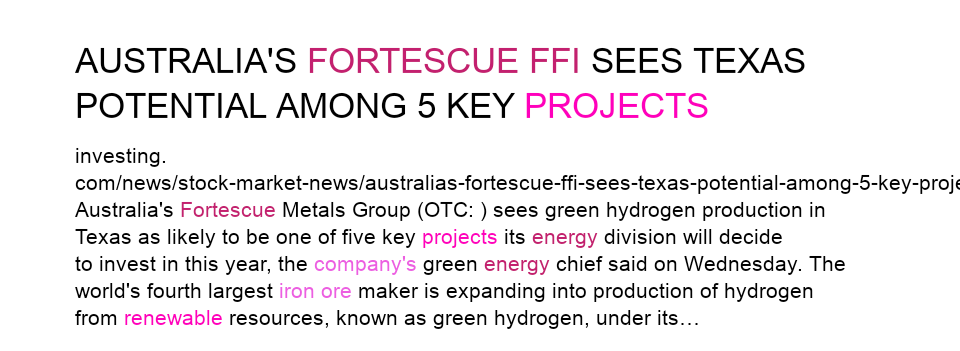 AUSTRALIA'S FORTESCUE FFI SEES TEXAS
POTENTIAL AMONG 5 KEY PROJECTS
investing.
com/news/stock-market-news/australias-fortescue-ffi-sees-texas-potential-among-5-key-proje
Australia's Fortescue Metals Group (OTC: ) sees green hydrogen production in
Texas as likely to be one of five key projects its energy division will decide
to invest in this year, the company's green energy chief said on Wednesday. The
world's fourth largest iron ore maker is expanding into production of hydrogen
from renewable resources, known as green hydrogen, under its…